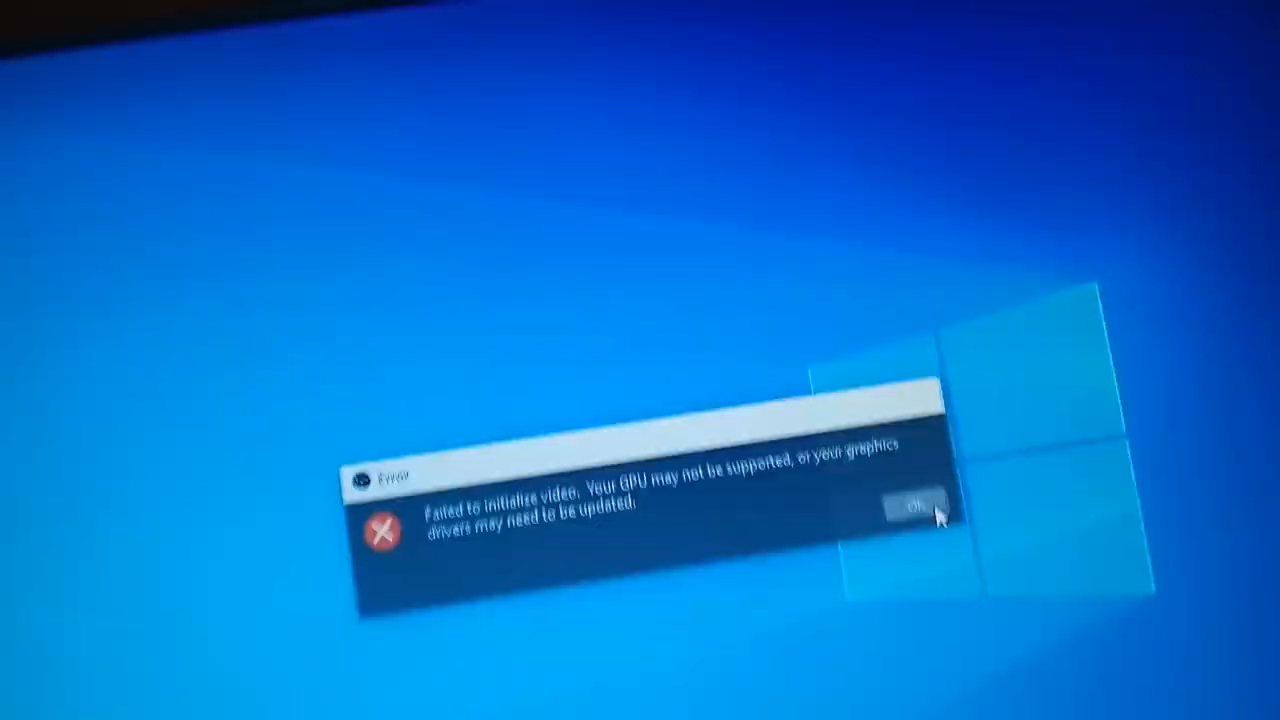 Error
Failed to initialize video. Your GPU may not be supported, or your graphics
drivers may need to be updated.
OK